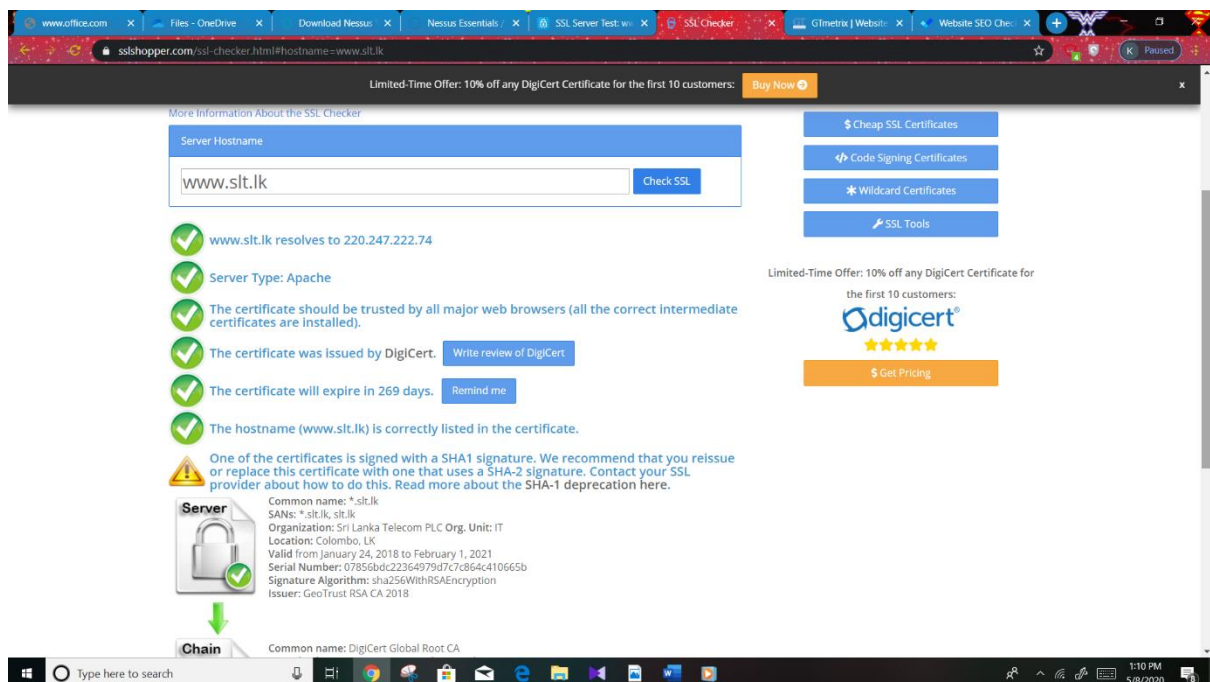 www.office.com
Files - OneDrive
Download Nessus
Nessus Essentials /
SSL Server Test: ww
SSL Checker
GTmetrix | Website
Website SEO Chec
sslshopper.com/ssl-checker.html#hostname=www.slt.lk
K Paused
Limited-Time Offer: 10% off any DigiCert Certificate for the first 10 customers: Buy Now
x
More Information About the SSL Checker
Server Hostname
www.slt.lk
Check SSL
www.slt.lk resolves to 220.247.222.74
Server Type: Apache
The certificate should be trusted by all major web browsers (all the correct intermediate
certificates are installed).
The certificate was issued by DigiCert. Write review of DigiCert
The certificate will expire in 269 days. Remind me
The hostname (www.slt.lk) is correctly listed in the certificate.
One of the certificates is signed with a SHA1 signature. We recommend that you reissue
or replace this certificate with one that uses a SHA-2 signature. Contact your SSL
provider about how to do this. Read more about the SHA-1 deprecation here.
Server
Common name: *.slt.lk
SANs: *.slt.lk, slt.lk
Organization: Sri Lanka Telecom PLC Org. Unit: IT
Location: Colombo, LK
Valid from January 24, 2018 to February 1, 2021
Serial Number: 07856bdc22364979d7c7c864c410665b
Signature Algorithm: sha256WithRSAEncryption
Issuer: GeoTrust RSA CA 2018
Chain
Common name: DigiCert Global Root CA
$ Cheap SSL Certificates
</> Code Signing Certificates
Wildcard Certificates
SSL Tools
Limited-Time Offer: 10% off any DigiCert Certificate for
the first 10 customers:
digicert®
$ Get Pricing
Type here to search
1:10 PM
5/8/2020